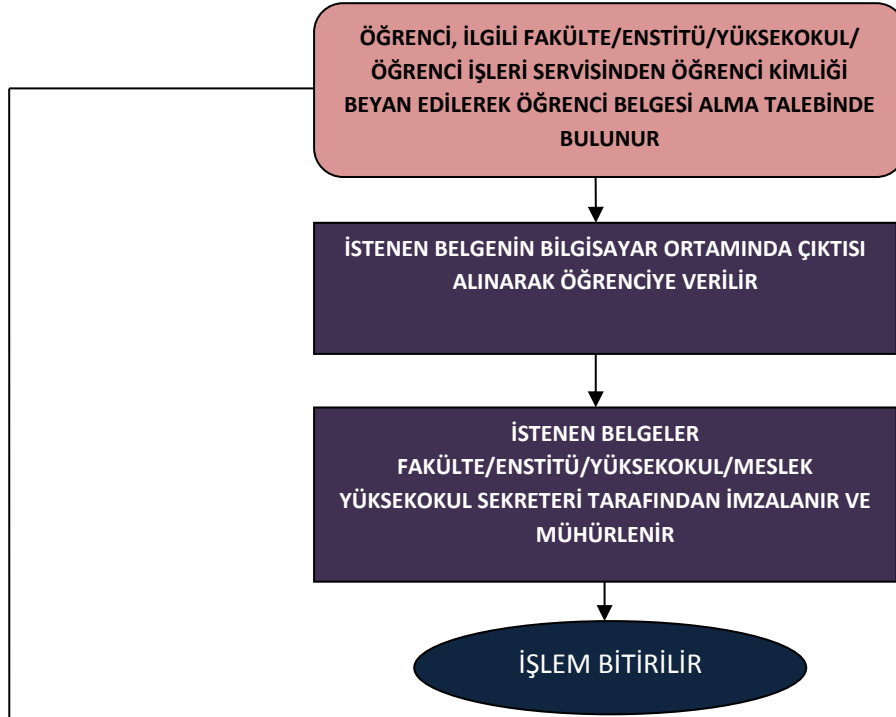 ÖĞRENCİ, İLGİLİ FAKÜLTE/ENSTİTÜ/YÜKSEKOKUL/
ÖĞRENCİ İŞLERİ SERVİSİNDEN ÖĞRENCİ KİMLİĞİ
BEYAN EDİLEREK ÖĞRENCİ BELGESİ ALMA TALEBİNDE
BULUNUR
İSTENEN BELGENİN BİLGİSAYAR ORTAMINDA ÇIKTISI
ALINARAK ÖĞRENCİYE VERİLİR
İSTENEN BELGELER
FAKÜLTE/ENSTİTÜ/YÜKSEKOKUL/MESLEK
YÜKSEKOKUL SEKRETERİ TARAFINDAN İMZALANIR VE
MÜHÜRLENİR
İŞLEM BİTİRİLİR